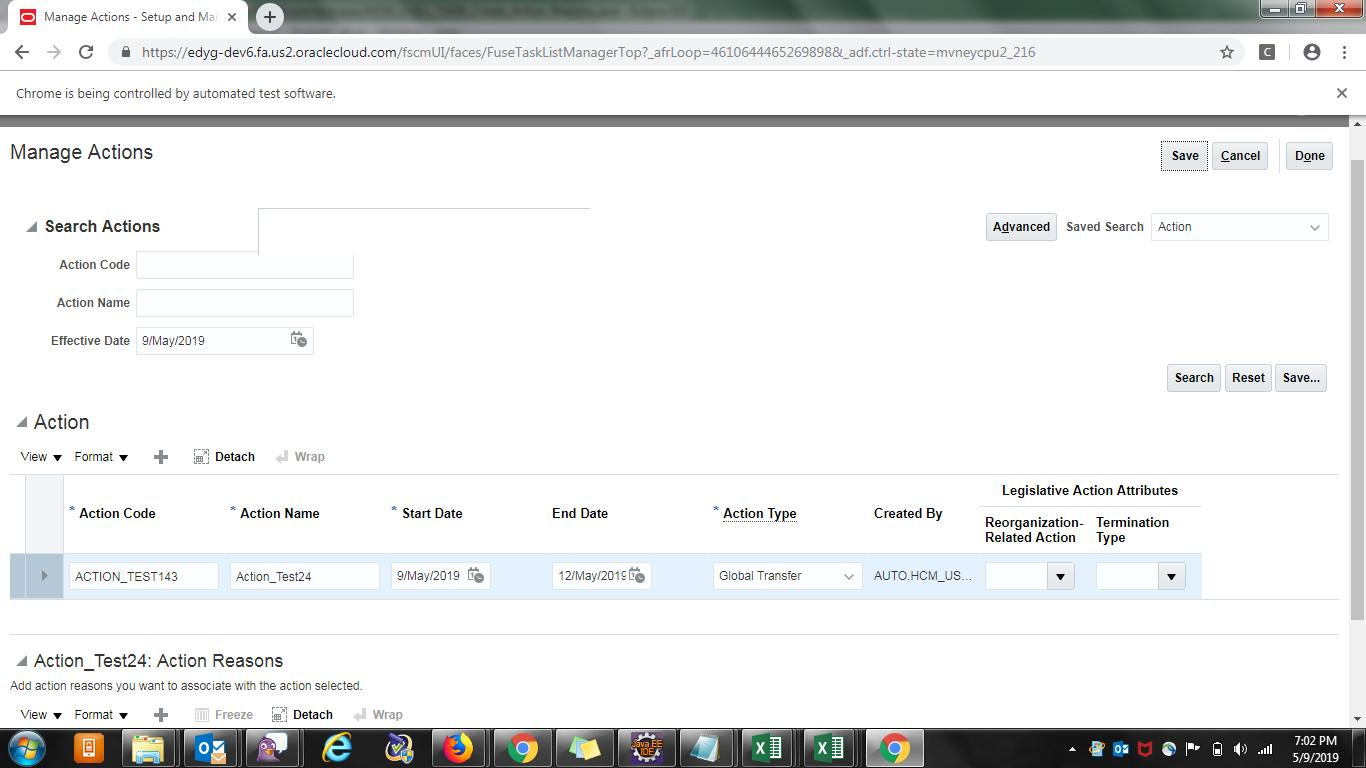 Manage Actions - Setup and Mai
https://edyg-dev6.fa.us2.oraclecloud.com/fscmUI/faces/FuseTaskListManagerTop?_afrLoop=461064446526989&_adf.ctrl-state=mvneycpu2_216
Chrome is being controlled by automated test software.
Manage Actions
Save Cancel Done
Search Actions
Advanced Saved Search Action
Action Code
Action Name
Effective Date 9/May/2019
Search Reset Save...
Action
View Format Detach Wrap
Legislative Action Attributes
* Action Code * Action Name * Start Date End Date * Action Type Created By Reorganization-Related Action Termination Type
ACTION_TEST143 Action_Test24 9/May/2019 12/May/2019 Global Transfer AUTO.HCM_US...
Action_Test24: Action Reasons
Add action reasons you want to associate with the action selected.
View Format Freeze Detach Wrap
7:02 PM
5/9/2019